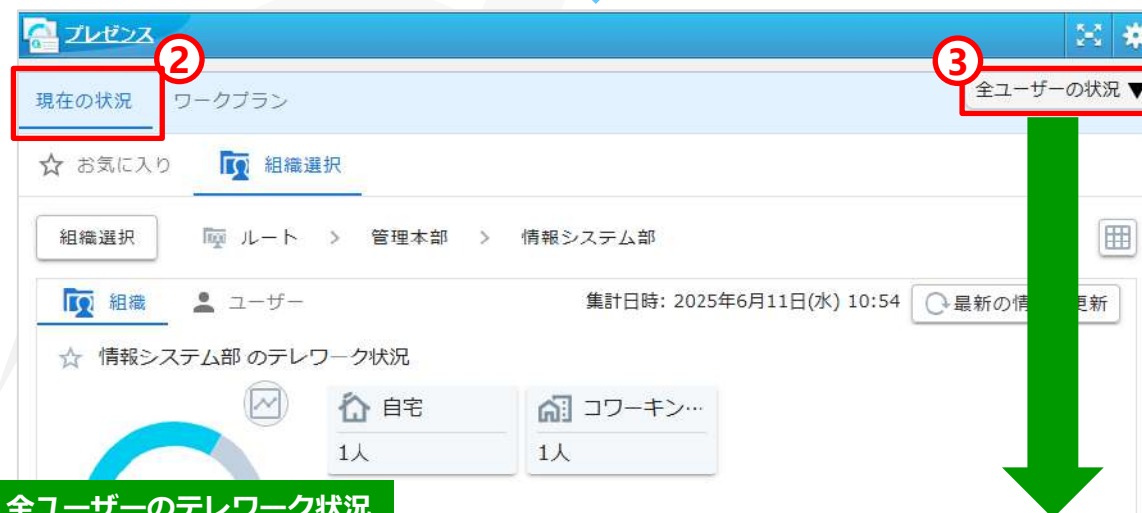 プレゼンス
② ③
現在の状況 ワークプラン 全ユーザーの状況 ▼
お気に入り 組織選択
組織選択 ルート > 管理本部 > 情報システム部
組織 ユーザー 集計日時: 2025年6月11日(水) 10:54 最新の情 更新
情報システム部 のテレワーク状況
自宅 コワーキン…
1人 1人
全ユーザーのテレワーク状況